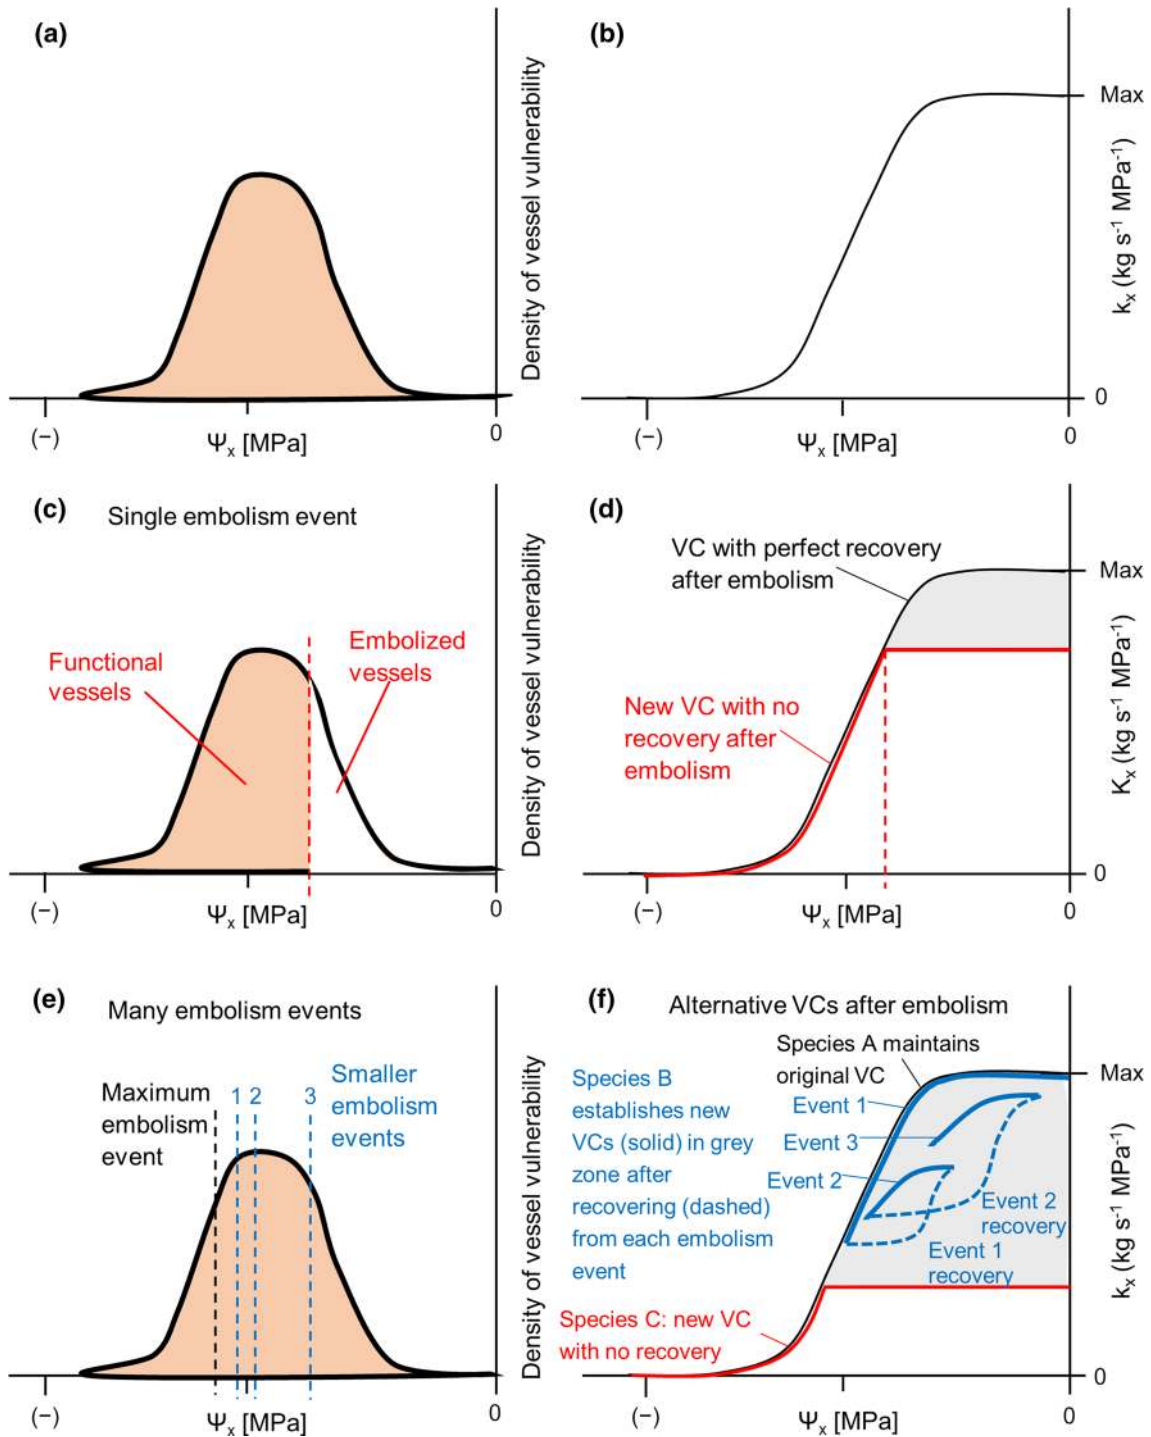 (a)
Density of vessel vulnerability
(−)
Ψx [MPa]
0
(b)
Max
kx (kg s-1 MPa-1)
0
(−)
Ψx [MPa]
0
(c)
Single embolism event
Functional
vessels
Embolized
vessels
Density of vessel vulnerability
(−)
Ψx [MPa]
0
(d)
VC with perfect recovery
after embolism
Max
New VC with no
recovery after
embolism
Kx (kg s-1 MPa-1)
0
(−)
Ψx [MPa]
0
(e)
Many embolism events
Maximum
embolism
event
1
2
3
Smaller
embolism
events
Density of vessel vulnerability
(−)
Ψx [MPa]
0
(f)
Alternative VCs after embolism
Species A maintains
original VC
Max
Species B
establishes new
VCs (solid) in grey
zone after
recovering (dashed)
from each embolism
event
Event 1
Event 3
Event 2
Event 2
recovery
Event 1
recovery
Species C: new VC
with no recovery
kx (kg s-1 MPa-1)
0
(−)
Ψx [MPa]
0